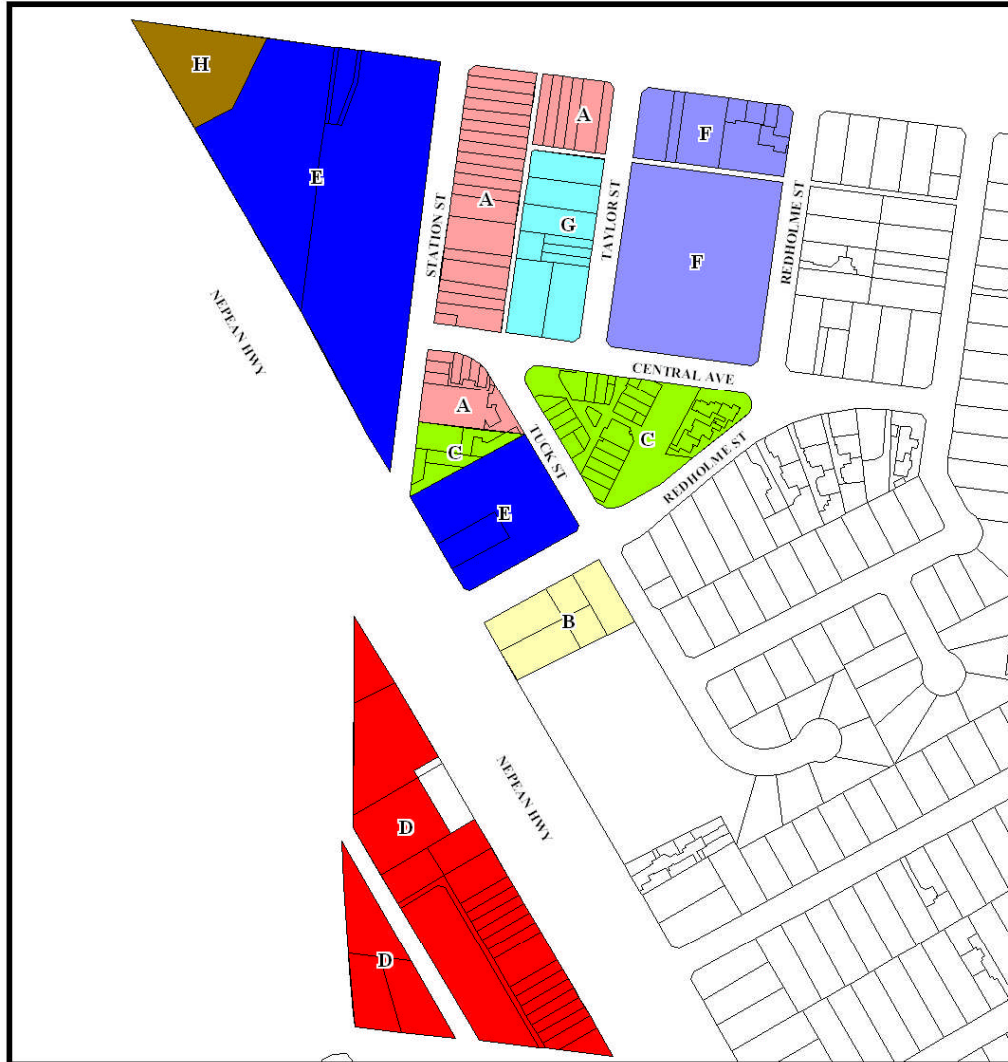 H
A
F
E
A
G
F
STATION ST
TAYLOR ST
REDHOLME ST
NEPEAN HWY
CENTRAL AVE
A
C
C
TUCK ST
REDHOLME ST
E
B
NEPEAN HWY
D
D